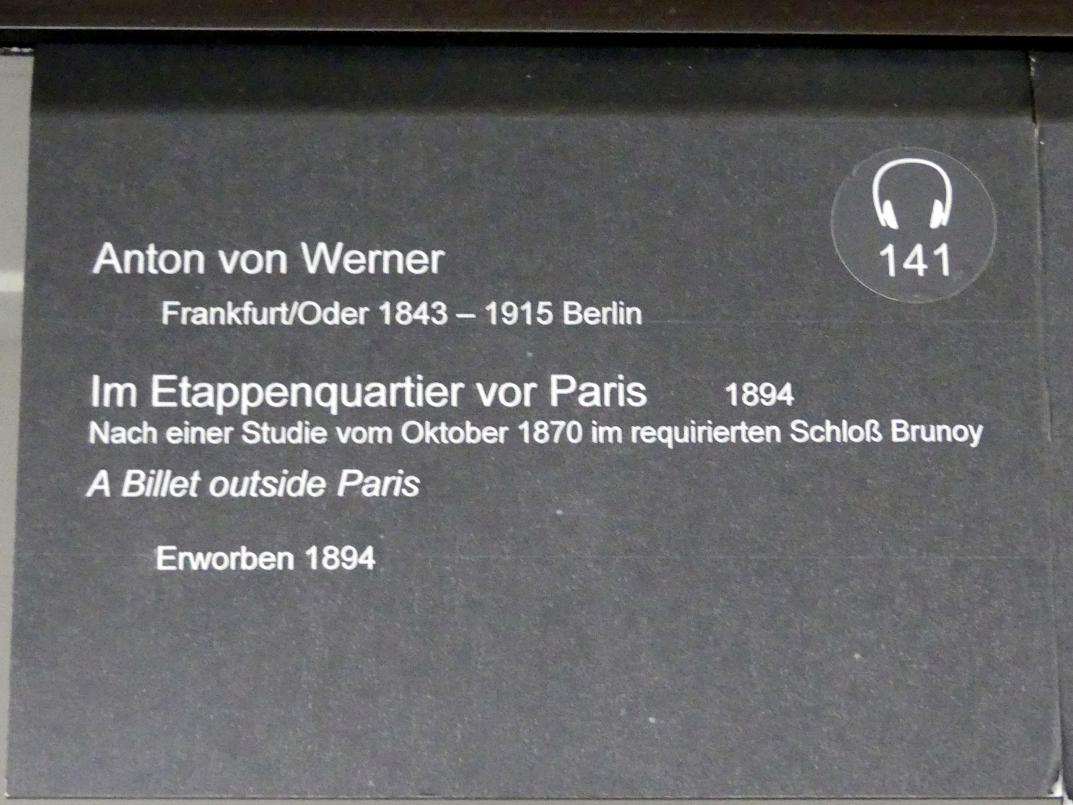 141
Anton von Werner
Frankfurt/Oder 1843 – 1915 Berlin
Im Etappenquartier vor Paris 1894
Nach einer Studie vom Oktober 1870 im requirierten Schloß Brunoy
A Billet outside Paris
Erworben 1894